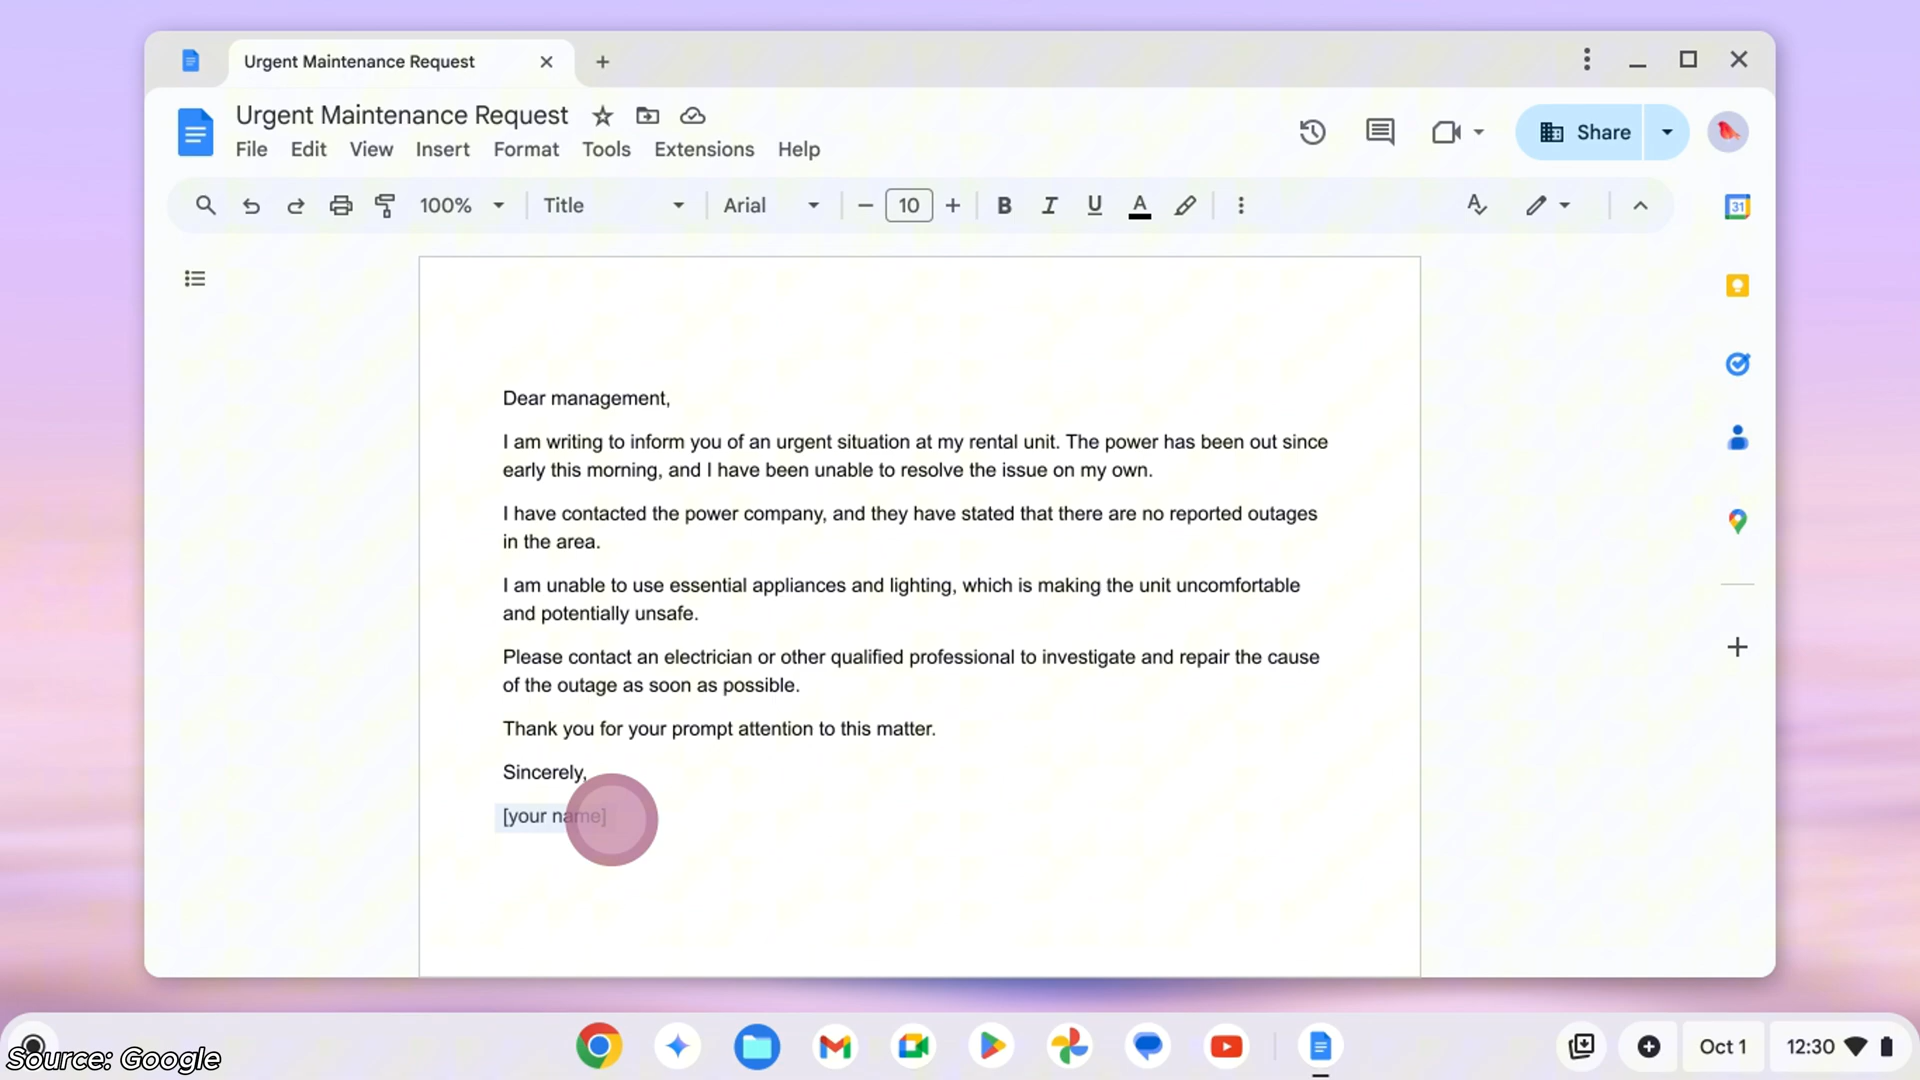 Urgent Maintenance Request
Urgent Maintenance Request
File Edit View Insert Format Tools Extensions Help
Share
100% Title Arial 10 B I U A
31
Dear management,
I am writing to inform you of an urgent situation at my rental unit. The power has been out since
early this morning, and I have been unable to resolve the issue on my own.
I have contacted the power company, and they have stated that there are no reported outages
in the area.
I am unable to use essential appliances and lighting, which is making the unit uncomfortable
and potentially unsafe.
Please contact an electrician or other qualified professional to investigate and repair the cause
of the outage as soon as possible.
Thank you for your prompt attention to this matter.
Sincerely,
[your name]
Oct 1 12:30
Source: Google